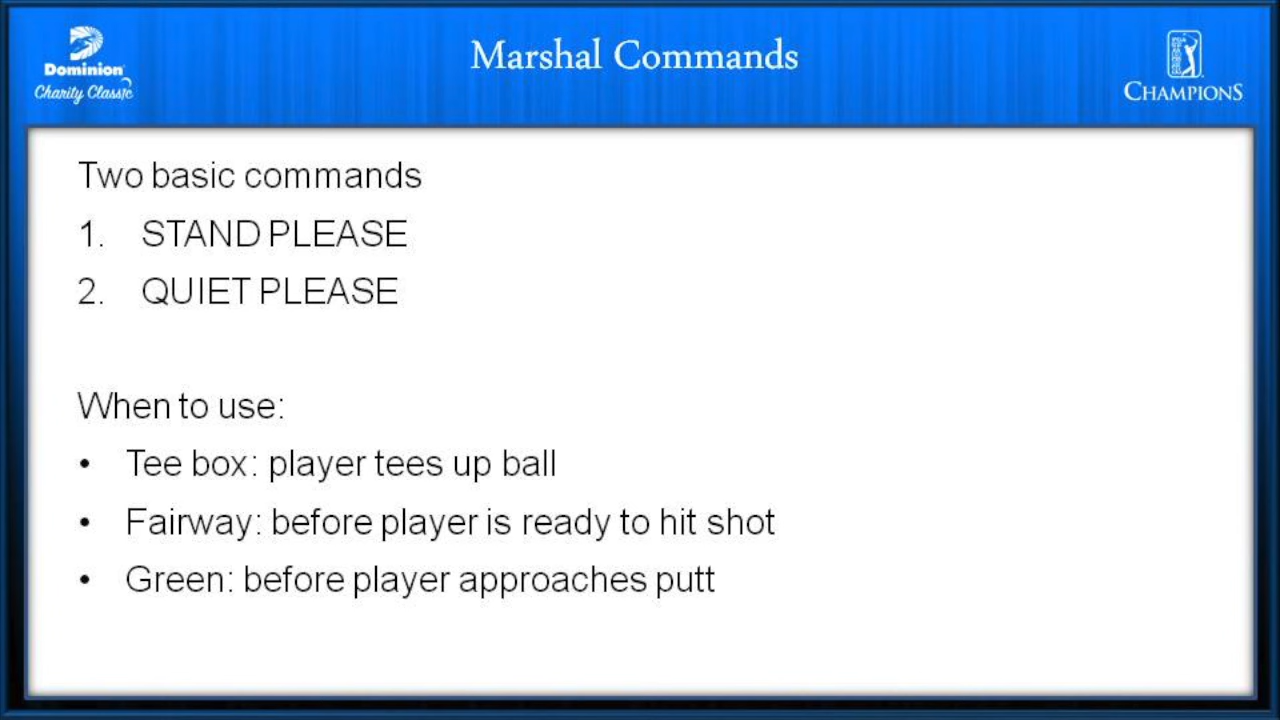 Marshal Commands
Dominion
Charity Classic
CHAMPIONS
Two basic commands
1. STAND PLEASE
2. QUIET PLEASE
When to use:
• Tee box: player tees up ball
• Fairway: before player is ready to hit shot
• Green: before player approaches putt